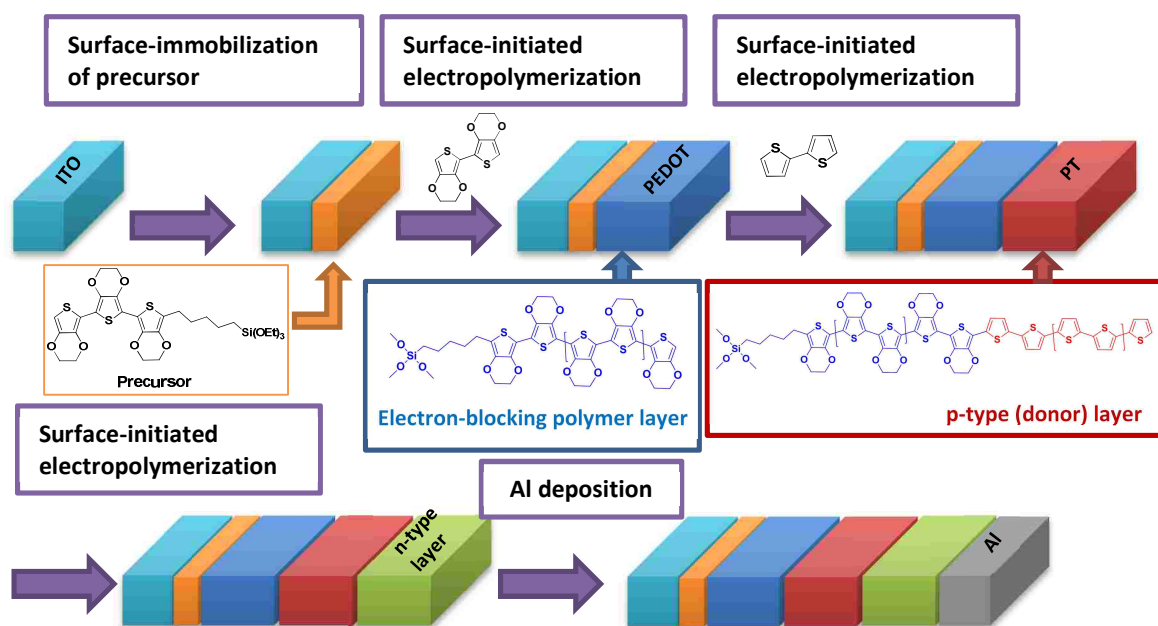 Surface-immobilization
of precursor
Surface-initiated
electropolymerization
Surface-initiated
electropolymerization
ITO
PEDOT
PT
S
O
O
O
O
S
S
S
O
O
S
O
O
S
O
O
S
O
O
Si(OEt)3
Precursor
Electron-blocking polymer layer
p-type (donor) layer
Surface-initiated
electropolymerization
Al deposition
n-type
layer
Al